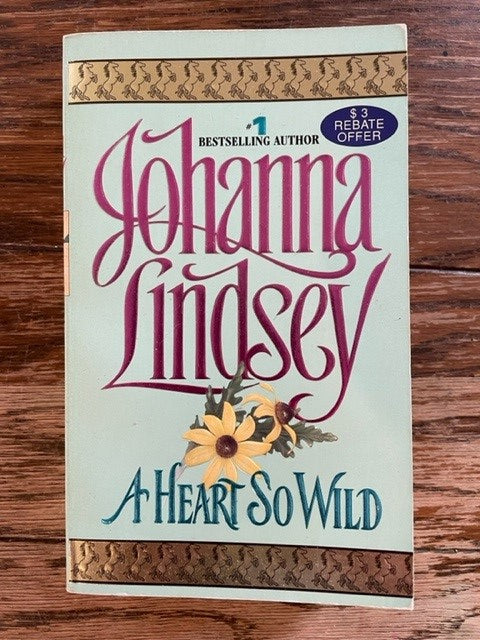 #1
BESTSELLING AUTHOR
$3
REBATE
OFFER
Johanna
Lindsey
A HEART SO WILD